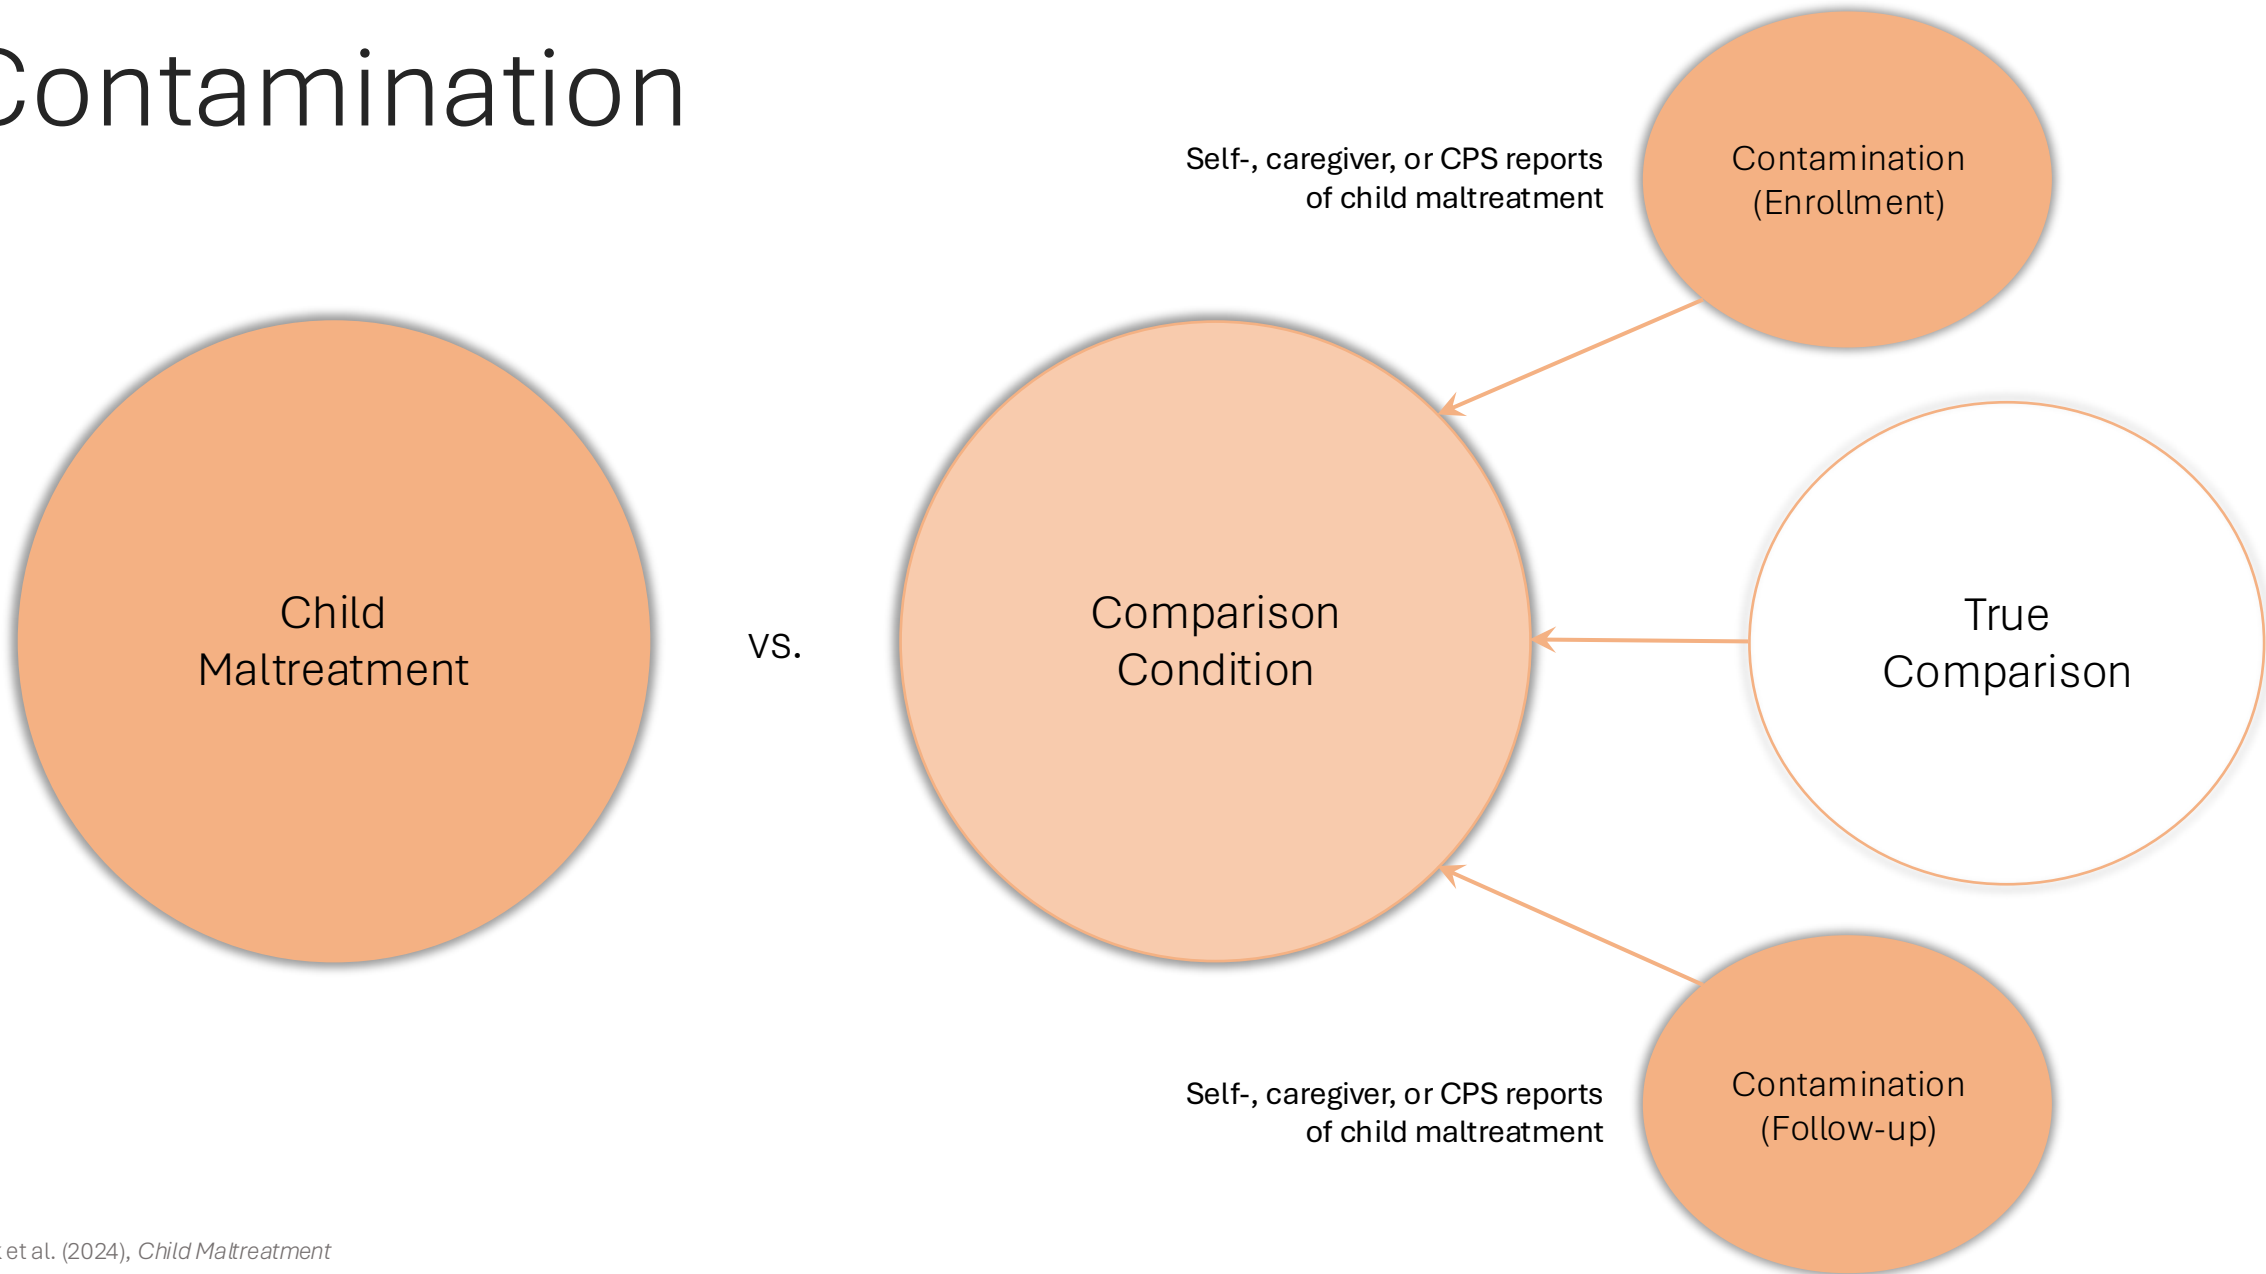 Contamination
Self-, caregiver, or CPS reports
of child maltreatment
Contamination
(Enrollment)
Child
Maltreatment
vs.
Comparison
Condition
True
Comparison
Self-, caregiver, or CPS reports
of child maltreatment
Contamination
(Follow-up)
et al. (2024), Child Maltreatment